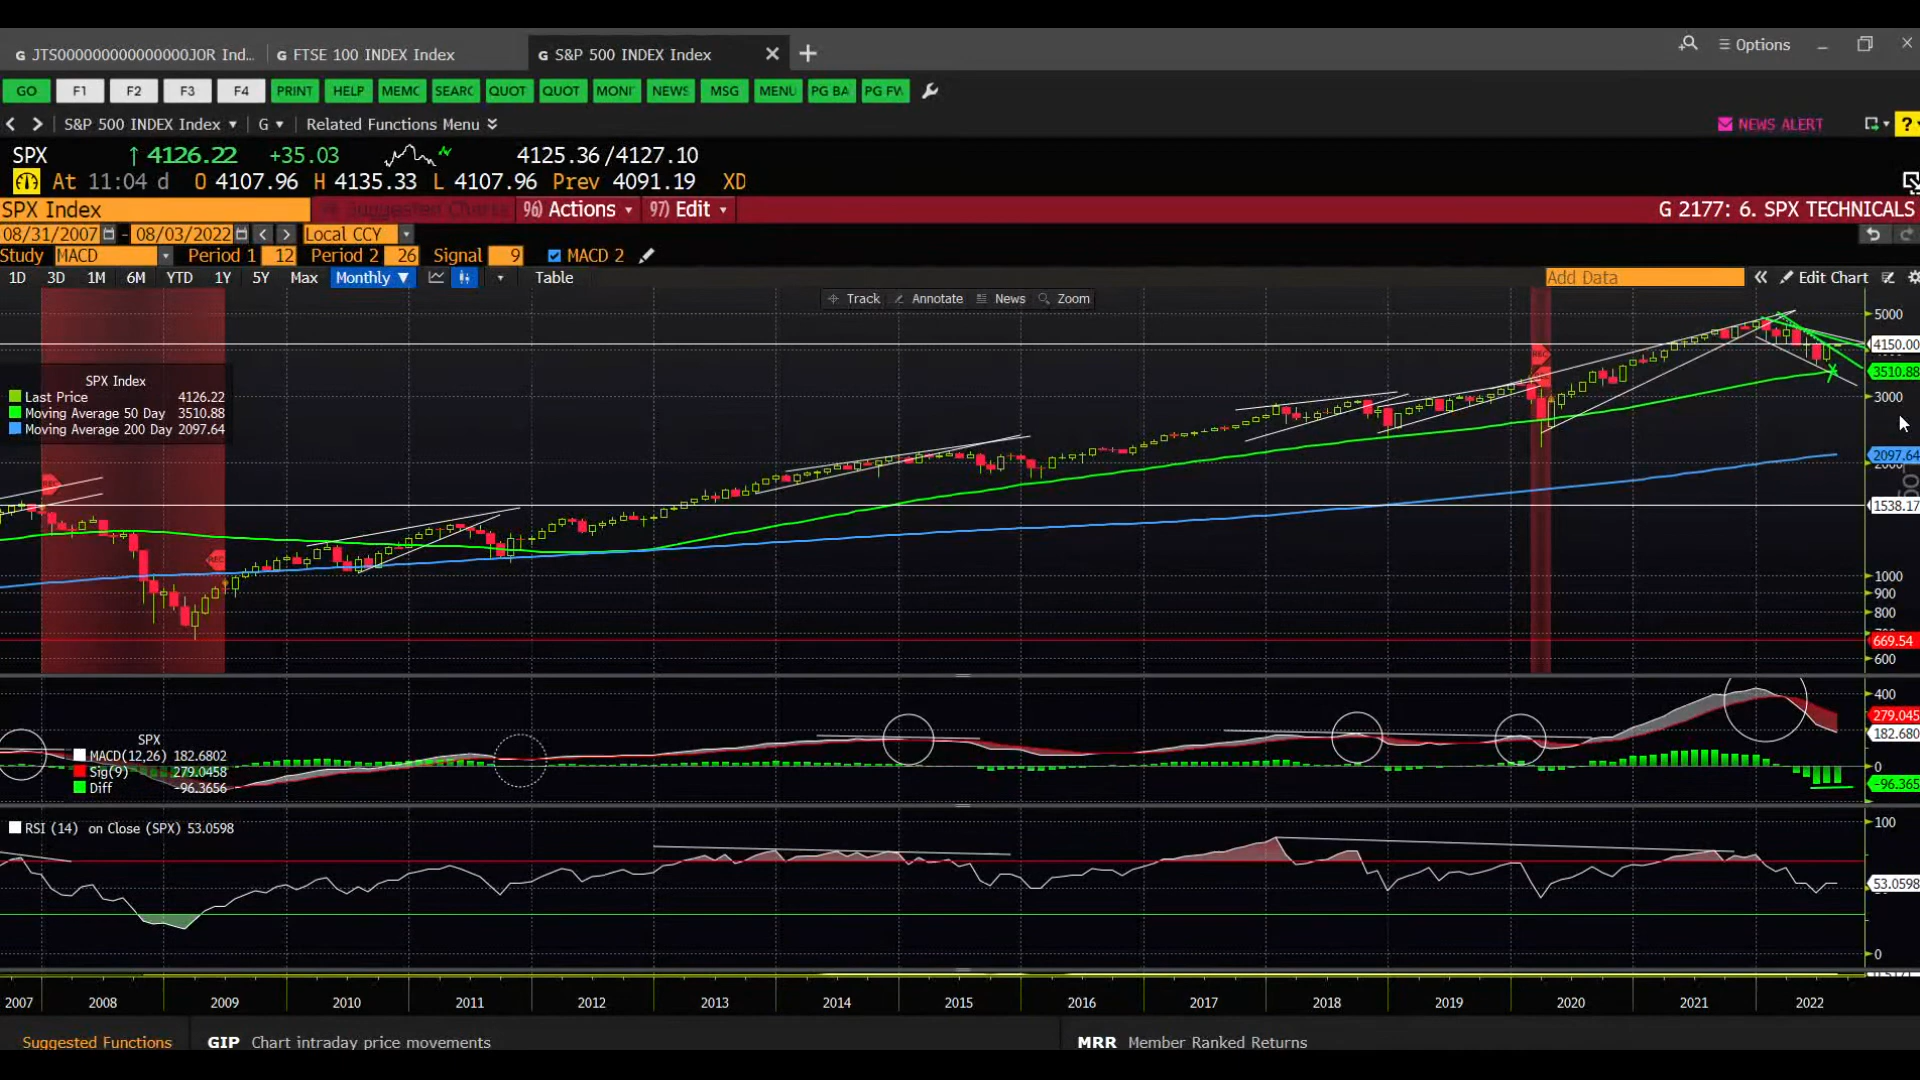 G JTS000000000000000JOR Ind... G FTSE 100 INDEX Index G S&P 500 INDEX Index Options
GO F1 F2 F3 F4 PRINT HELP MEMC SEARC QUOT QUOT MONI NEWS MSG MENU PG BA PG FW
S&P 500 INDEX Index G Related Functions Menu NEWS ALERT ?
SPX ↑ 4126.22 +35.03 4125.36 /4127.10
At 11:04 d O 4107.96 H 4135.33 L 4107.96 Prev 4091.19 XD
SPX Index 96) Actions 97) Edit G 2177: 6. SPX TECHNICALS
08/31/2007 - 08/03/2022 Local CCY
Study MACD Period 1 12 Period 2 26 Signal 9 MACD 2
1D 3D 1M 6M YTD 1Y 5Y Max Monthly ▼ Table Add Data « Edit Chart
Track Annotate News Zoom
5000
4150.00
3510.88
3000
2097.64
1538.17
1000
900
800
669.54
600
SPX Index
Last Price 4126.22
Moving Average 50 Day 3510.88
Moving Average 200 Day 2097.64
REC
REC
REC
400
279.045
182.680
0
-96.365
SPX
MACD(12,26) 182.6802
Sig(9) 279.0458
Diff -96.3656
RSI (14) on Close (SPX) 53.0598
100
53.0598
0
2007 2008 2009 2010 2011 2012 2013 2014 2015 2016 2017 2018 2019 2020 2021 2022
Suggested Functions GIP Chart intraday price movements MRR Member Ranked Returns